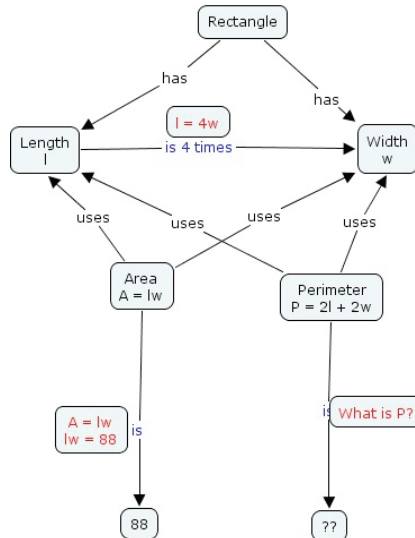 Rectangle
has
has
l = 4w
Length
l
is 4 times
Width
w
uses
uses
uses
uses
Area
A = lw
Perimeter
P = 2l + 2w
A = lw
lw = 88
is
is
What is P?
88
??